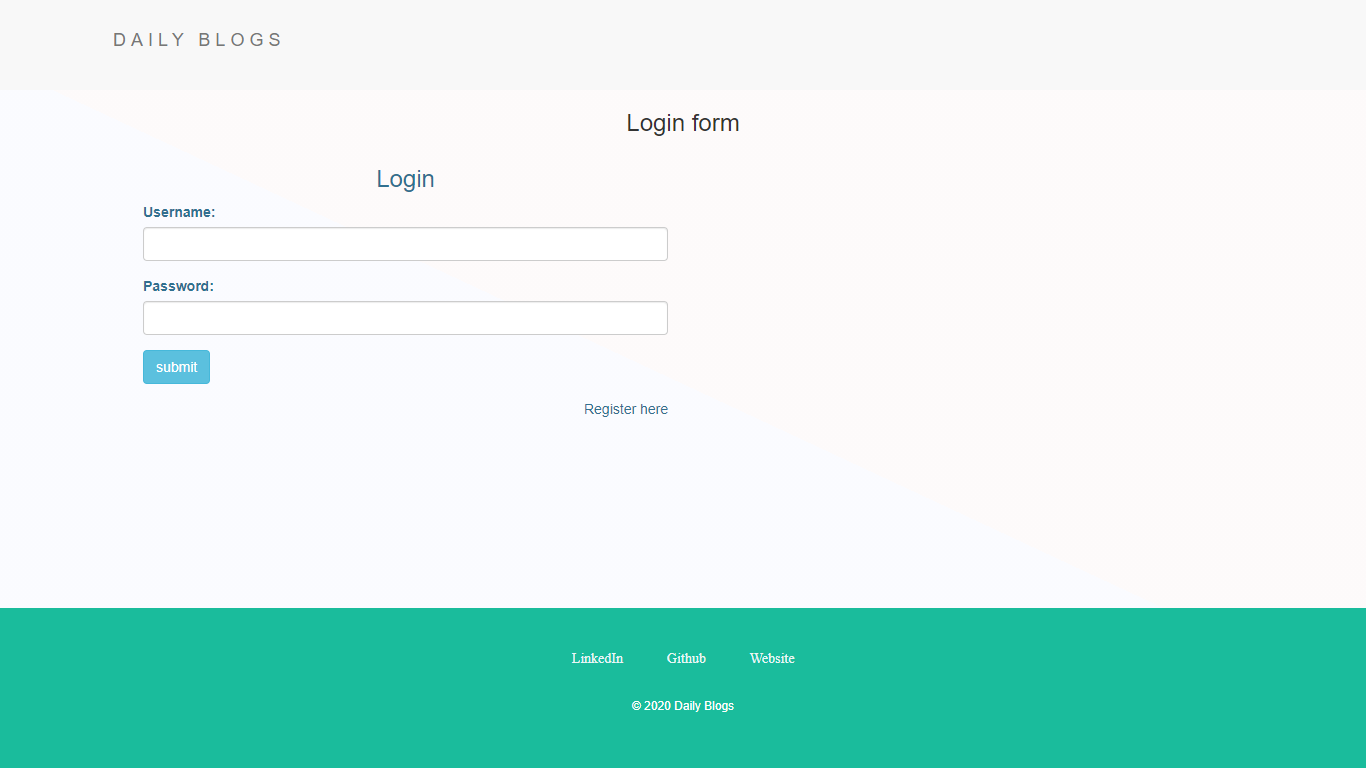 DAILY BLOGS
Login form
Login
Username:
Password:
submit
Register here
LinkedIn Github Website
© 2020 Daily Blogs